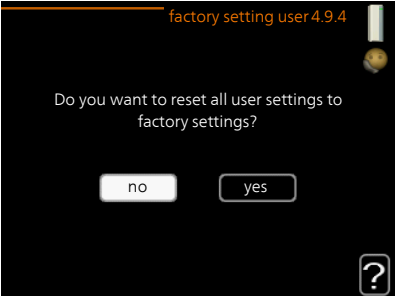 factory setting user 4.9.4
Do you want to reset all user settings to
factory settings?
no yes
?